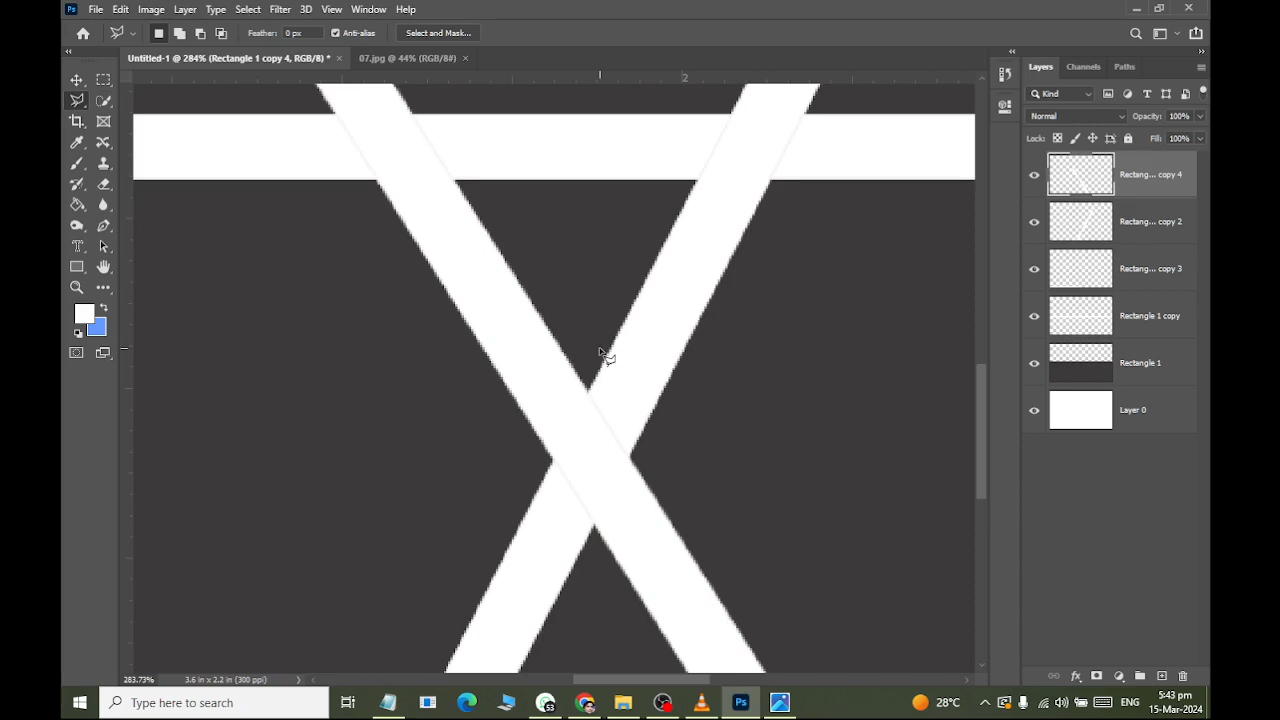 Ps File Edit Image Layer Type Select Filter 3D View Window Help
Feather: 0 px Anti-alias Select and Mask...
Untitled-1 @ 284% (Rectangle 1 copy 4, RGB/8) * × 07.jpg @ 44% (RGB/8#) ×
2
Layers Channels Paths
Kind
Normal Opacity: 100%
Lock: Fill: 100%
Rectang... copy 4
Rectang... copy 2
Rectang... copy 3
Rectangle 1 copy
Rectangle 1
Layer 0
283.73% 3.6 in x 2.2 in (300 ppi)
Type here to search
Ps
28°C
ENG
5:43 pm
15-Mar-2024